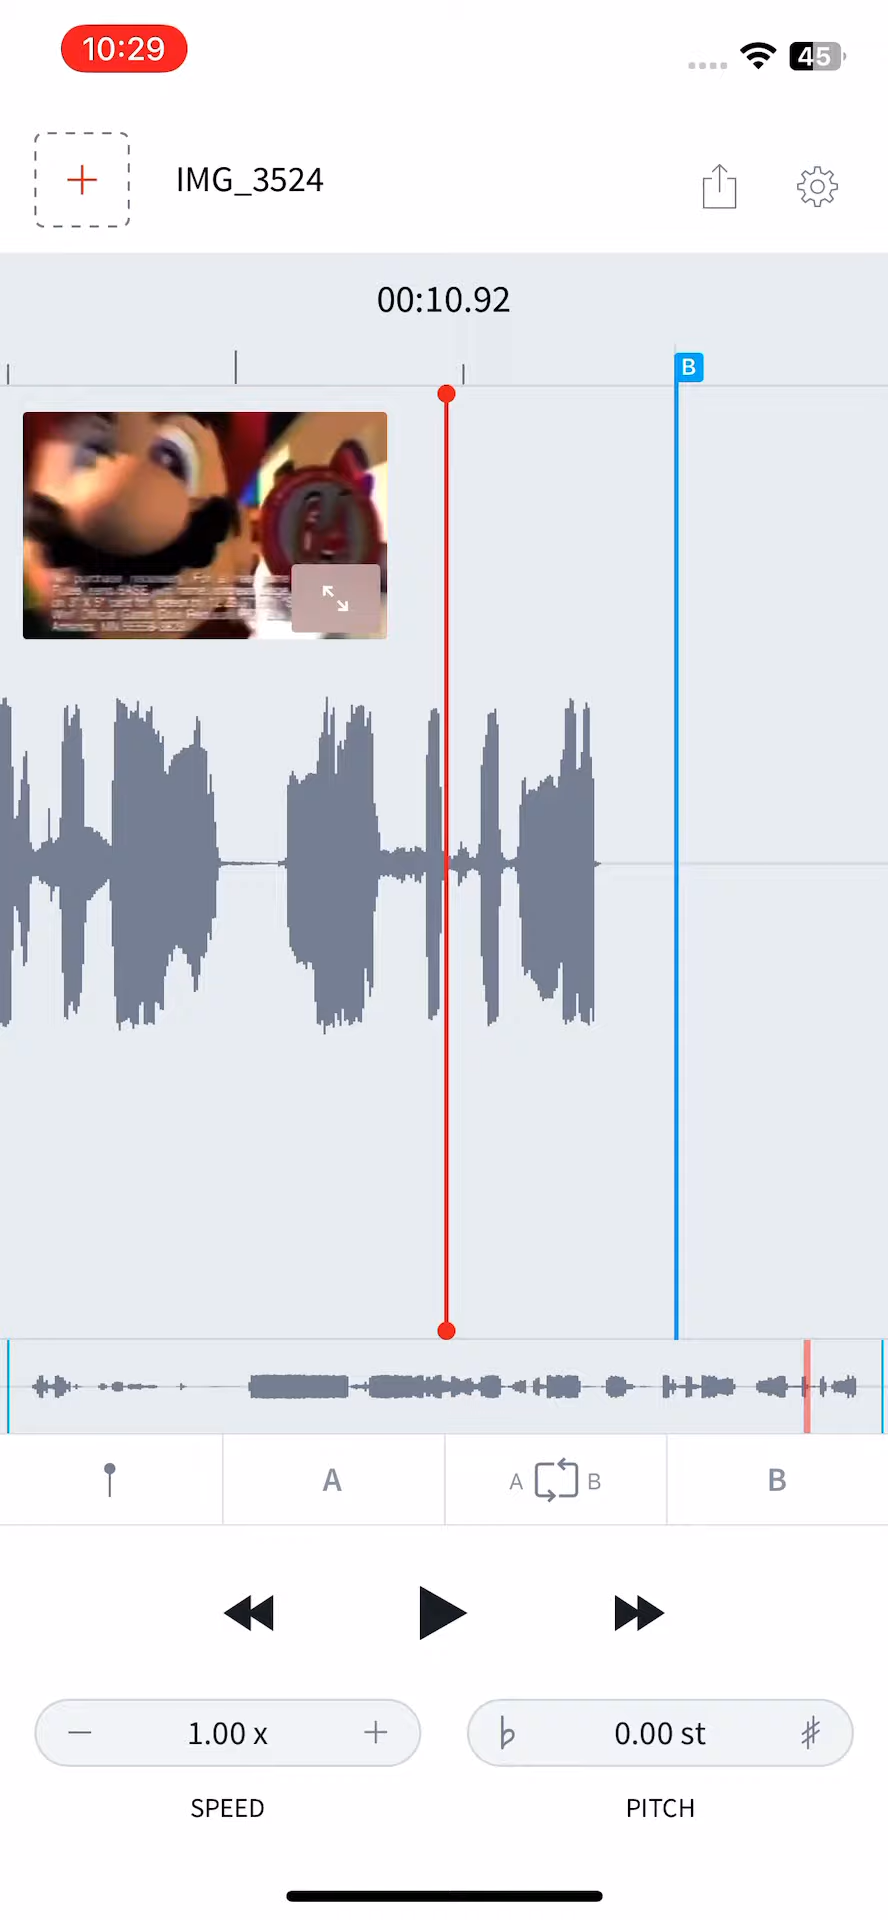 10:29
45
IMG_3524
00:10.92
B
A
A B
B
1.00 x
0.00 st
SPEED
PITCH